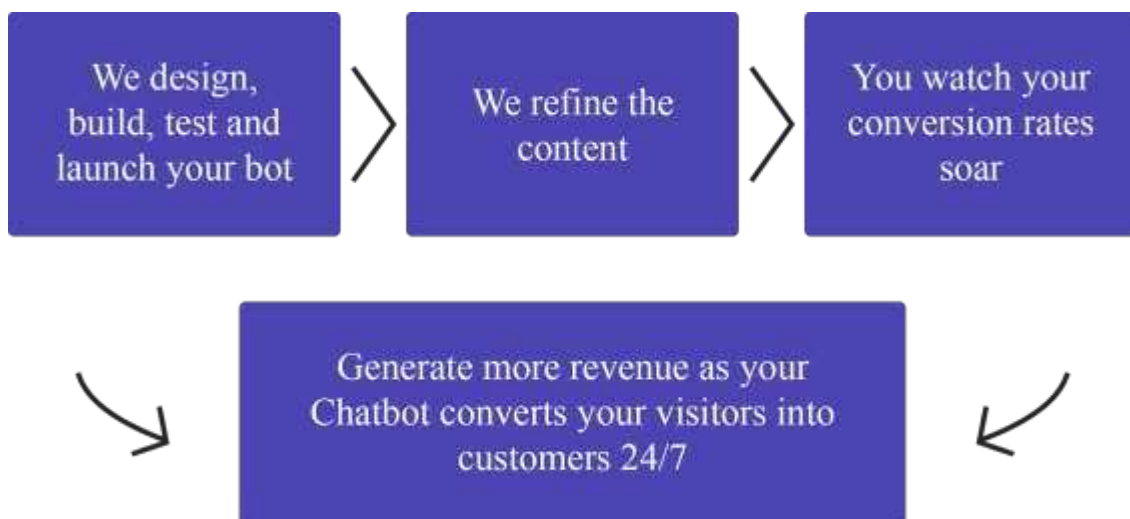 We design,
build, test and
launch your bot
We refine the
content
You watch your
conversion rates
soar
Generate more revenue as your
Chatbot converts your visitors into
customers 24/7